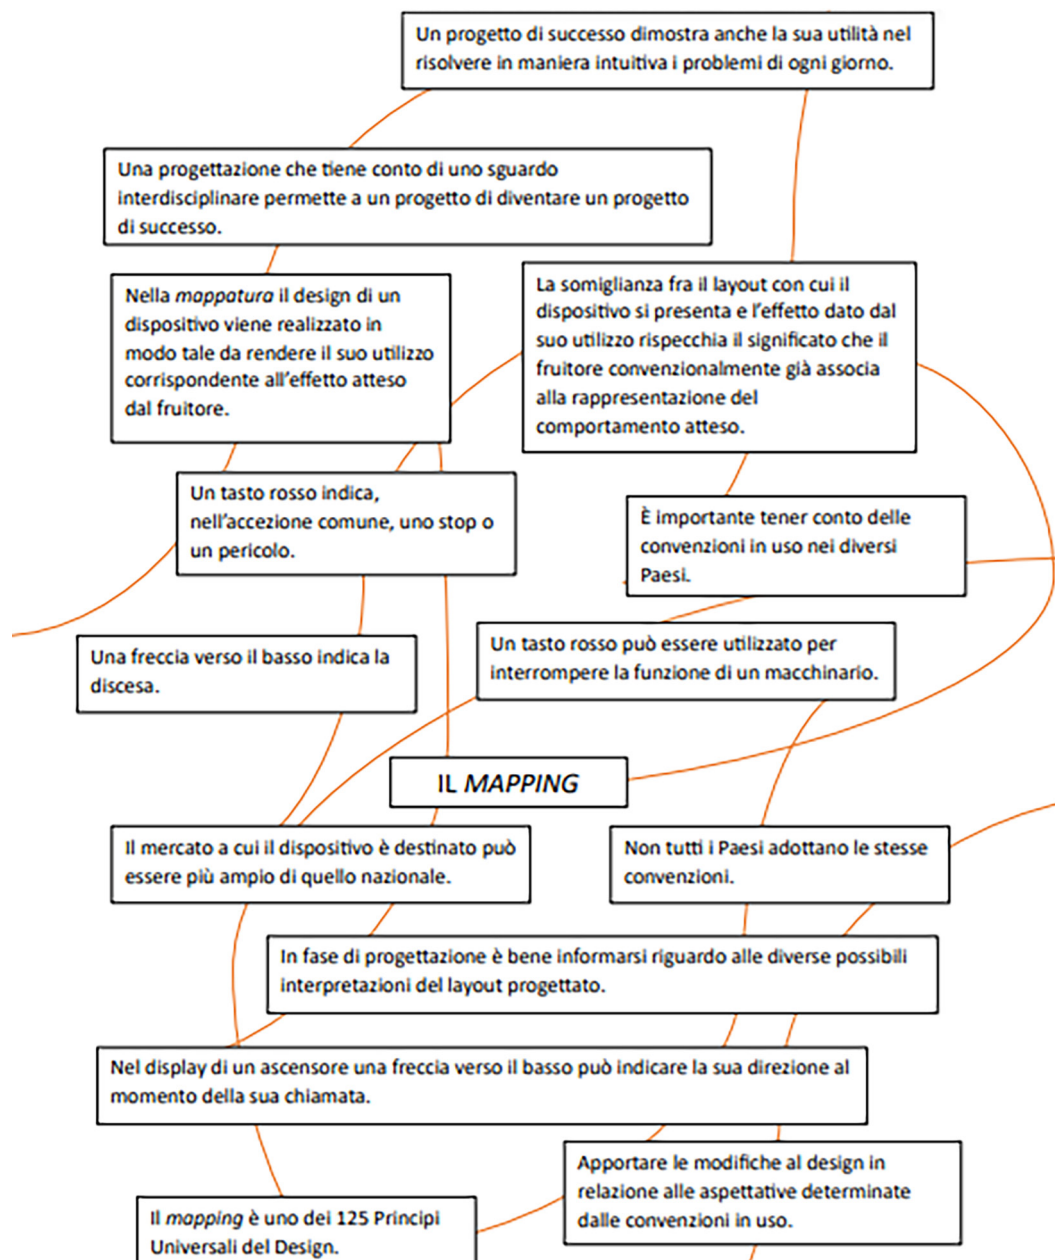 Un progetto di successo dimostra anche la sua utilità nel
risolvere in maniera intuitiva i problemi di ogni giorno.
Una progettazione che tiene conto di uno sguardo
interdisciplinare permette a un progetto di diventare un progetto
di successo.
Nella mappatura il design di un
dispositivo viene realizzato in
modo tale da rendere il suo utilizzo
corrispondente all'effetto atteso
dal fruitore.
La somiglianza fra il layout con cui il
dispositivo si presenta e l'effetto dato dal
suo utilizzo rispecchia il significato che il
fruitore convenzionalmente già associa
alla rappresentazione del
comportamento atteso.
Un tasto rosso indica,
nell'accezione comune, uno stop o
un pericolo.
È importante tener conto delle
convenzioni in uso nei diversi
Paesi.
Una freccia verso il basso indica la
discesa.
Un tasto rosso può essere utilizzato per
interrompere la funzione di un macchinario.
IL MAPPING
Il mercato a cui il dispositivo è destinato può
essere più ampio di quello nazionale.
Non tutti i Paesi adottano le stesse
convenzioni.
In fase di progettazione è bene informarsi riguardo alle diverse possibili
interpretazioni del layout progettato.
Nel display di un ascensore una freccia verso il basso può indicare la sua direzione al
momento della sua chiamata.
Apportare le modifiche al design in
relazione alle aspettative determinate
dalle convenzioni in uso.
Il mapping è uno dei 125 Principi
Universali del Design.